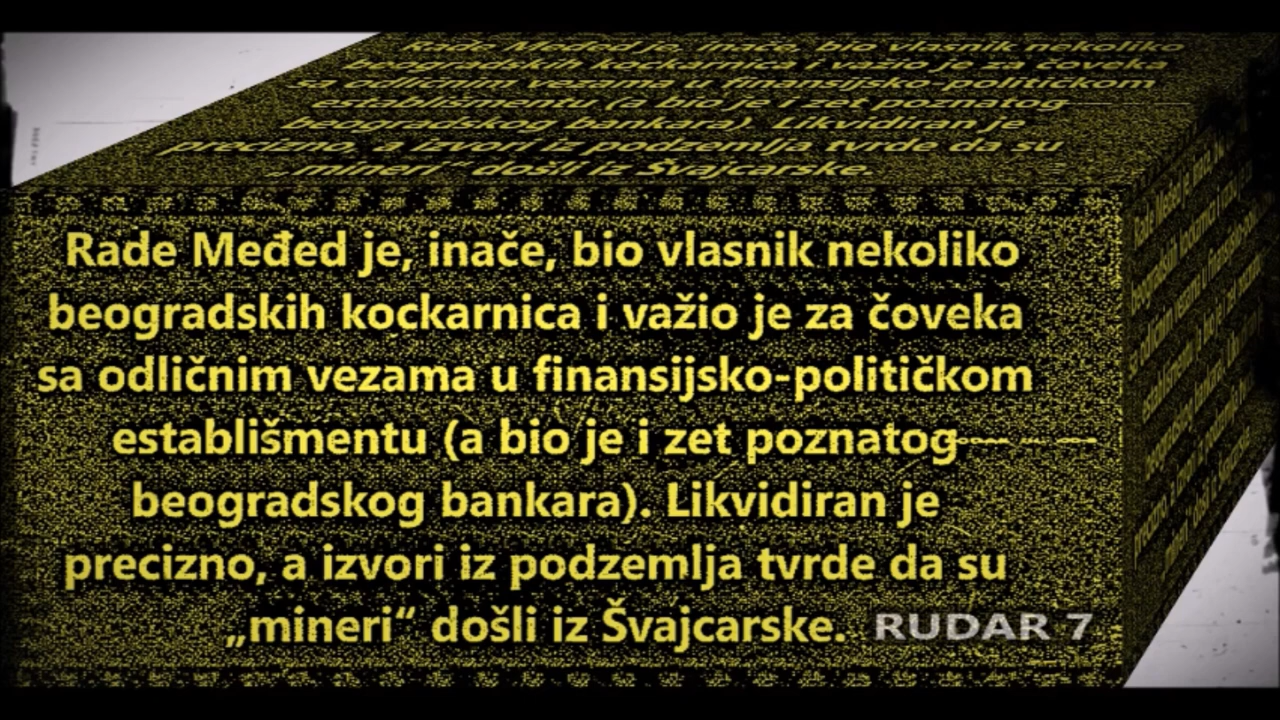 Rade Međed je, inače, bio vlasnik nekoliko
beogradskih kockarnica i važio je za čoveka
sa odličnim vezama u finansijsko-političkom
establišmentu (a bio je i zet poznatog
beogradskog bankara). Likvidiran je
precizno, a izvori iz podzemlja tvrde da su
„mineri“ došli iz Švajcarske.
Rade Međed je, inače, bio vlasnik nekoliko
beogradskih kockarnica i važio je za čoveka
sa odličnim vezama u finansijsko-političkom
establišmentu (a bio je i zet poznatog
beogradskog bankara). Likvidiran je
precizno, a izvori iz podzemlja tvrde da su
„mineri“ došli iz Švajcarske. RUDAR 7